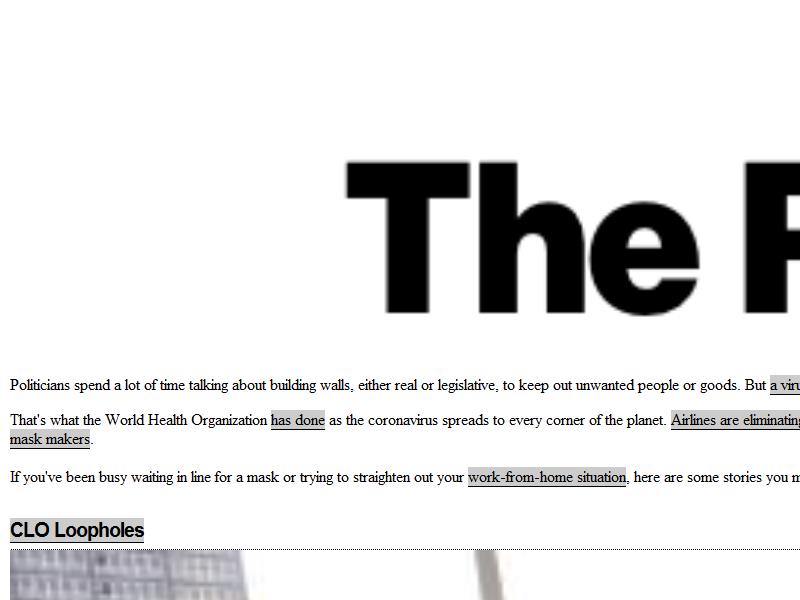 The
Politicians spend a lot of time talking about building walls, either real or legislative, to keep out unwanted people or goods. But a
That's what the World Health Organization has done as the coronavirus spreads to every corner of the planet. Airlines are eliminating
mask makers.
If you've been busy waiting in line for a mask or trying to straighten out your work-from-home situation, here are some stories you
CLO Loopholes